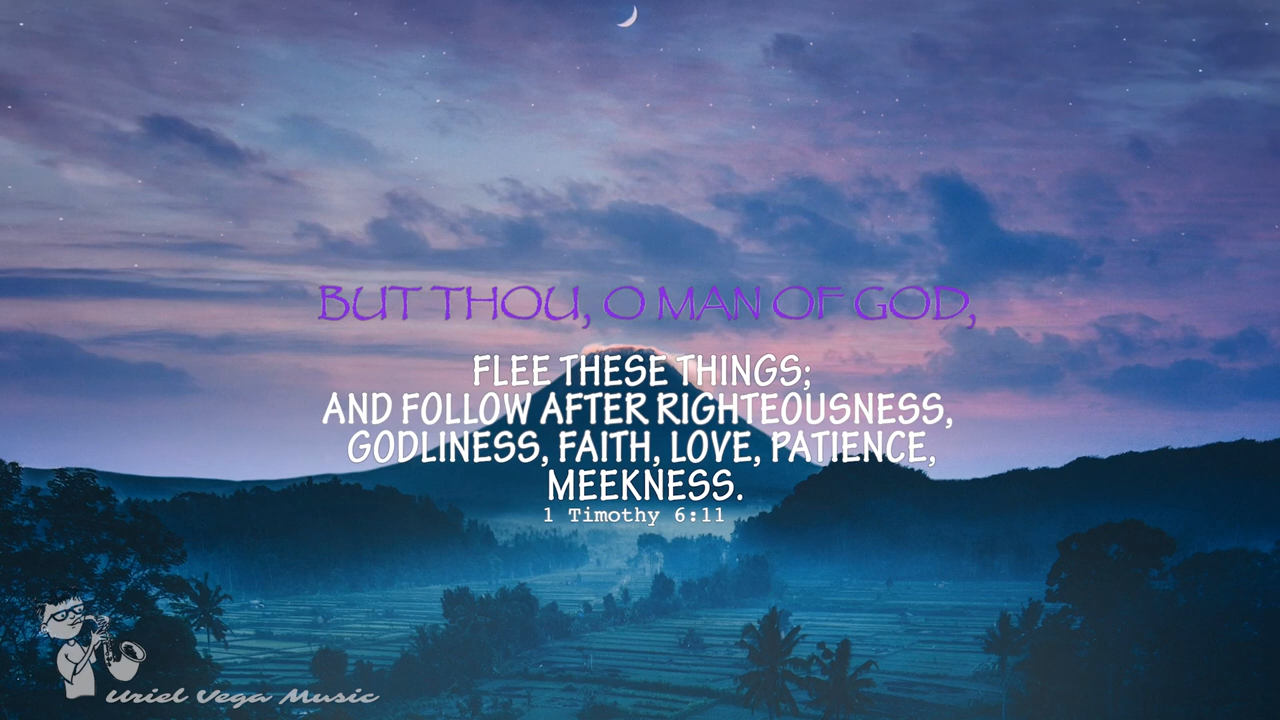 BUT THOU, O MAN OF GOD,
FLEE THESE THINGS;
AND FOLLOW AFTER RIGHTEOUSNESS,
GODLINESS, FAITH, LOVE, PATIENCE,
MEEKNESS.
1 Timothy 6:11
Uriel Vega Music